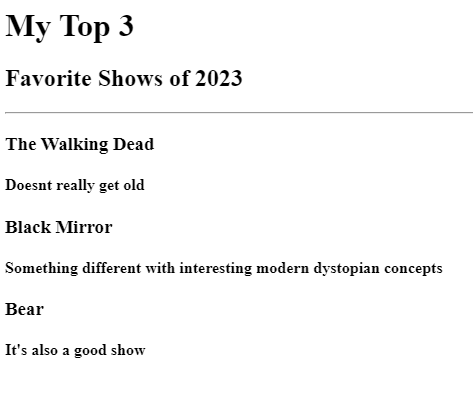 My Top 3
Favorite Shows of 2023
The Walking Dead
Doesnt really get old
Black Mirror
Something different with interesting modern dystopian concepts
Bear
It's also a good show